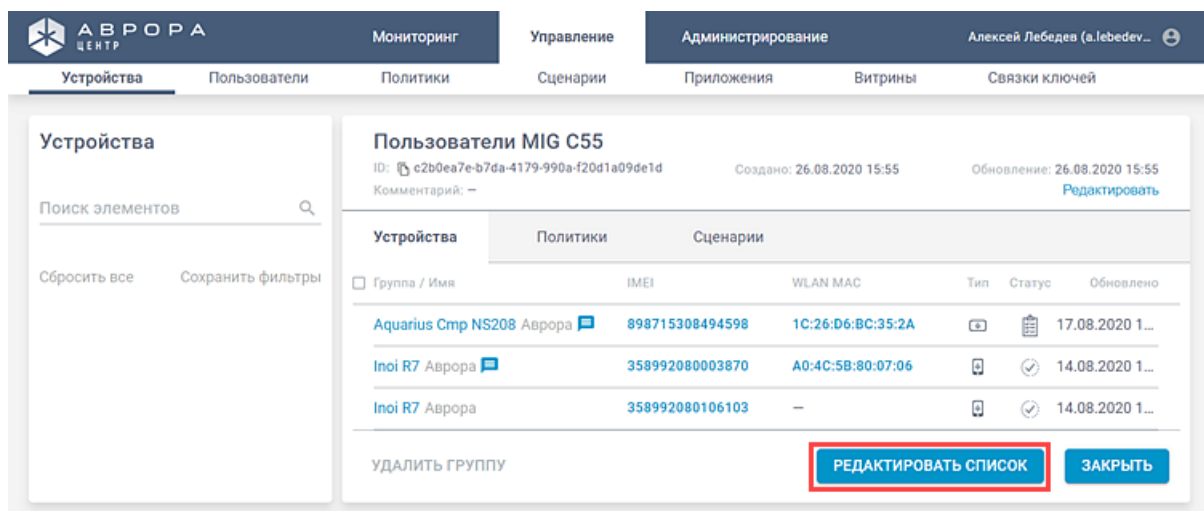 АВРОРА
ЦЕНТР
Мониторинг Управление Администрирование Алексей Лебедев (a.lebedev...
Устройства Пользователи Политики Сценарии Приложения Витрины Связки ключей
Устройства
Поиск элементов
Сбросить все Сохранить фильтры
Пользователи MIG C55
ID: c2b0ea7e-b7da-4179-990a-f20d1a09de1d Создано: 26.08.2020 15:55 Обновление: 26.08.2020 15:55
Комментарий: — Редактировать
Устройства Политики Сценарии
Группа / Имя IMEI WLAN MAC Тип Статус Обновлено
Aquarius Cmp NS208 Аврора 898715308494598 1C:26:D6:BC:35:2A 17.08.2020 1...
Inoi R7 Аврора 358992080003870 A0:4C:5B:80:07:06 14.08.2020 1...
Inoi R7 Аврора 358992080106103 — 14.08.2020 1...
УДАЛИТЬ ГРУППУ РЕДАКТИРОВАТЬ СПИСОК ЗАКРЫТЬ